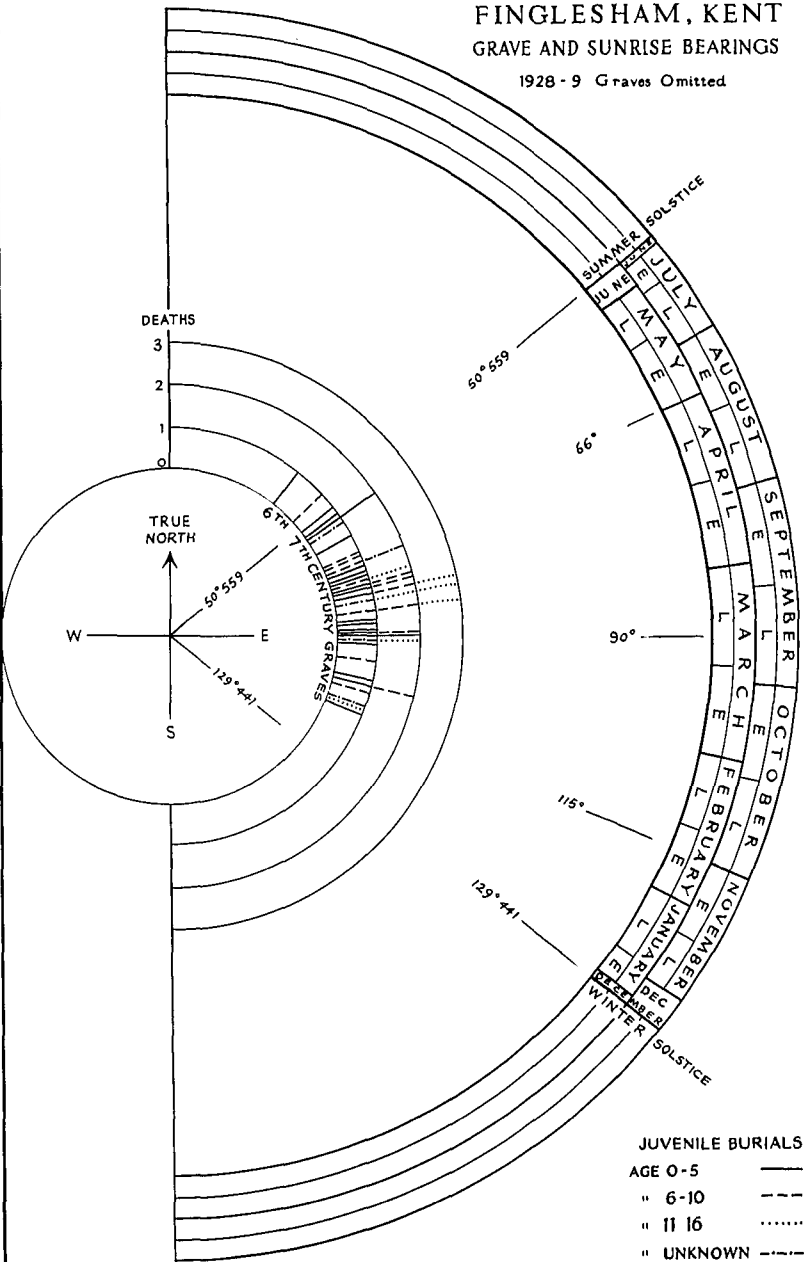 FINGLESHAM, KENT
GRAVE AND SUNRISE BEARINGS
1928-9 Graves Omitted
SUMMER SOLSTICE
JUNE
JUNE
E
L
JULY
L
E
MAY
E
L
AUGUST
L
E
APRIL
E
L
SEPTEMBER
L
E
MARCH
E
L
OCTOBER
L
E
FEBRUARY
E
L
NOVEMBER
L
E
JANUARY
DEC
DECEMBER
WINTER SOLSTICE
50°559
66°
90°
115°
129°441
DEATHS
3
2
1
0
6TH 7TH CENTURY GRAVES
TRUE
NORTH
50°559
W
E
129°441
S
JUVENILE BURIALS
AGE 0-5
" 6-10
" 11 16
" UNKNOWN